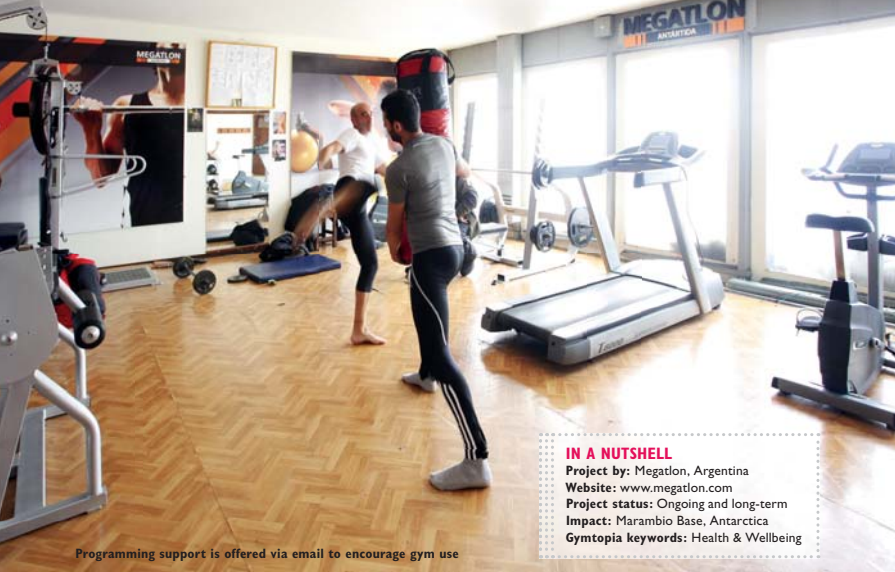 MEGATLON
MEGATLON
ANTÁRTIDA
T5000
IN A NUTSHELL
Project by: Megatlon, Argentina
Website: www.megatlon.com
Project status: Ongoing and long-term
Impact: Marambio Base, Antarctica
Gymtopia keywords: Health & Wellbeing
Programming support is offered via email to encourage gym use